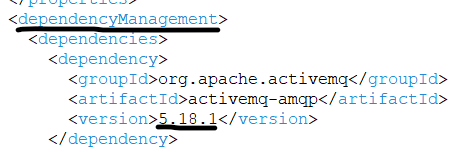 </properties>
<dependencyManagement>
<dependencies>
<dependency>
<groupId>org.apache.activemq</groupId>
<artifactId>activemq-amqp</artifactId>
<version>5.18.1</version>
</dependency>